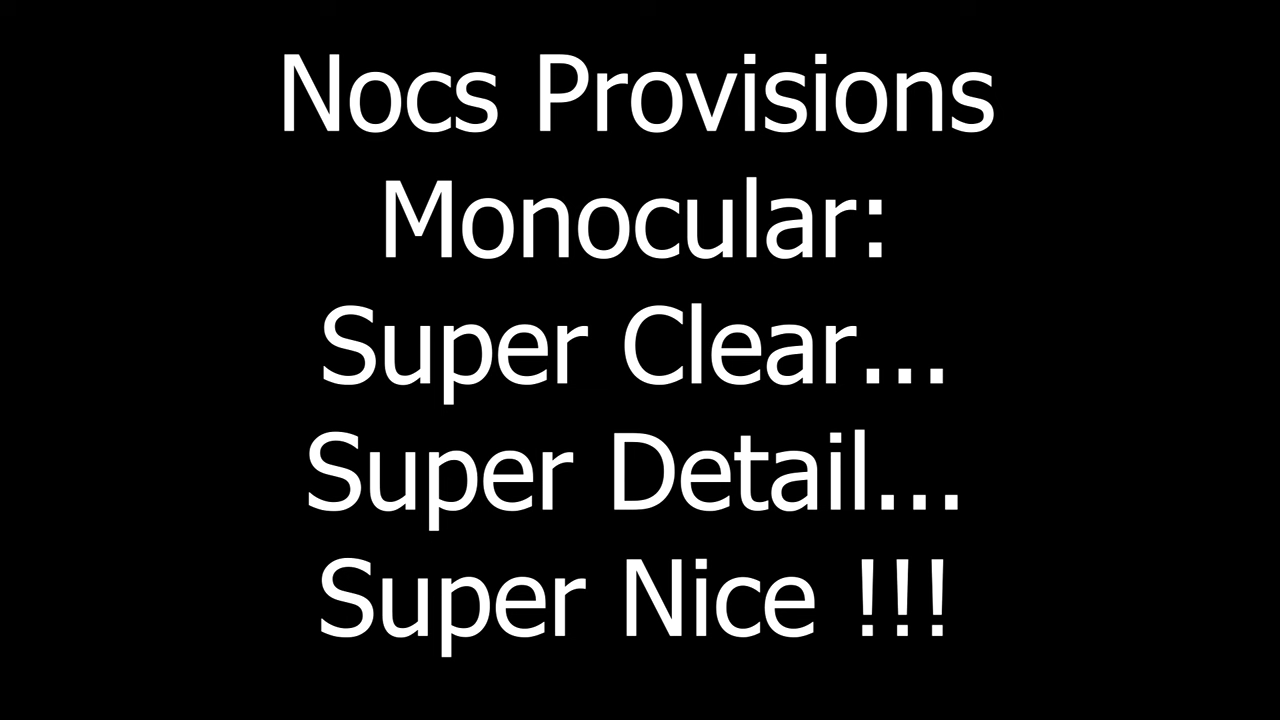 Nocs Provisions
Monocular:
Super Clear...
Super Detail...
Super Nice !!!